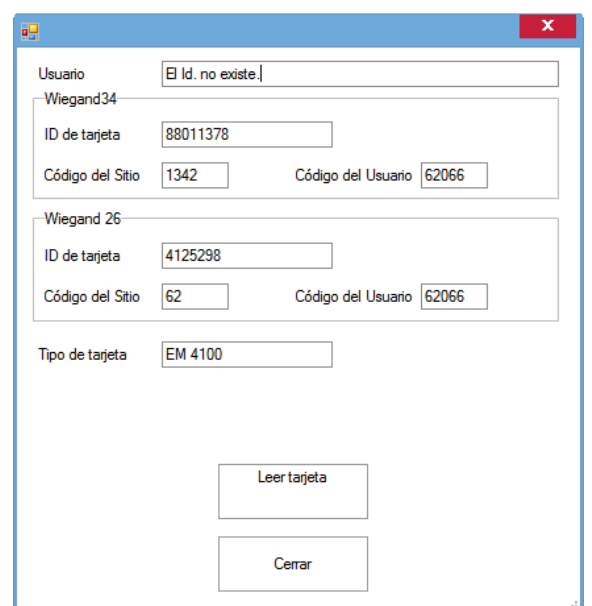 x
Usuario El Id. no existe.
Wiegand34
ID de tarjeta 88011378
Código del Sitio 1342 Código del Usuario 62066
Wiegand 26
ID de tarjeta 4125298
Código del Sitio 62 Código del Usuario 62066
Tipo de tarjeta EM 4100
Leer tarjeta
Cerrar